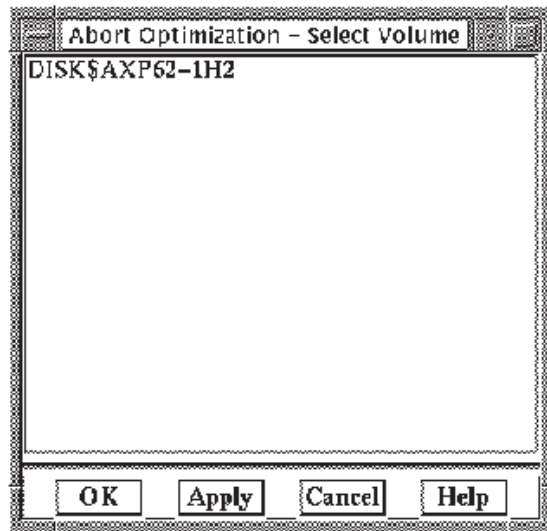 Abort Optimization – Select Volume
DISK$AXP62–1H2
OK Apply Cancel Help